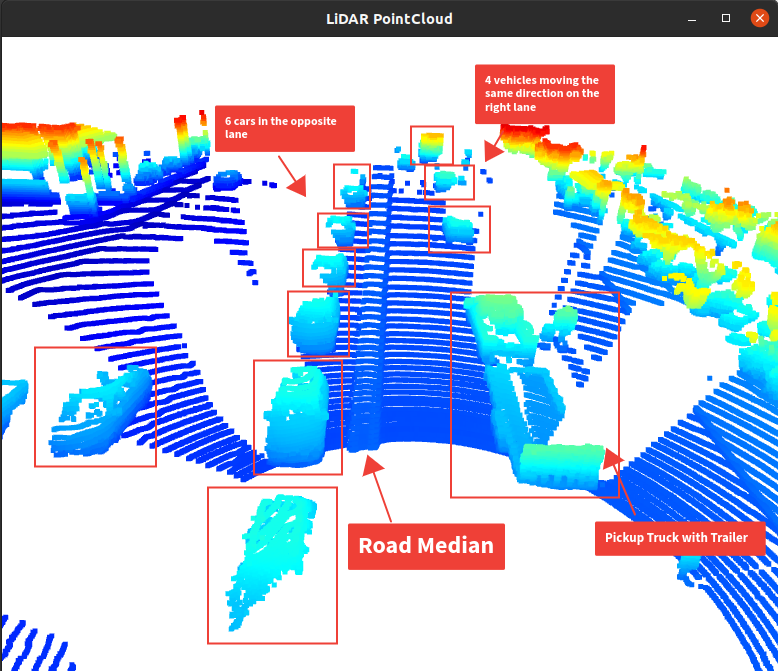 LiDAR PointCloud
4 vehicles moving the
same direction on the
right lane
6 cars in the opposite
lane
Road Median
Pickup Truck with Trailer